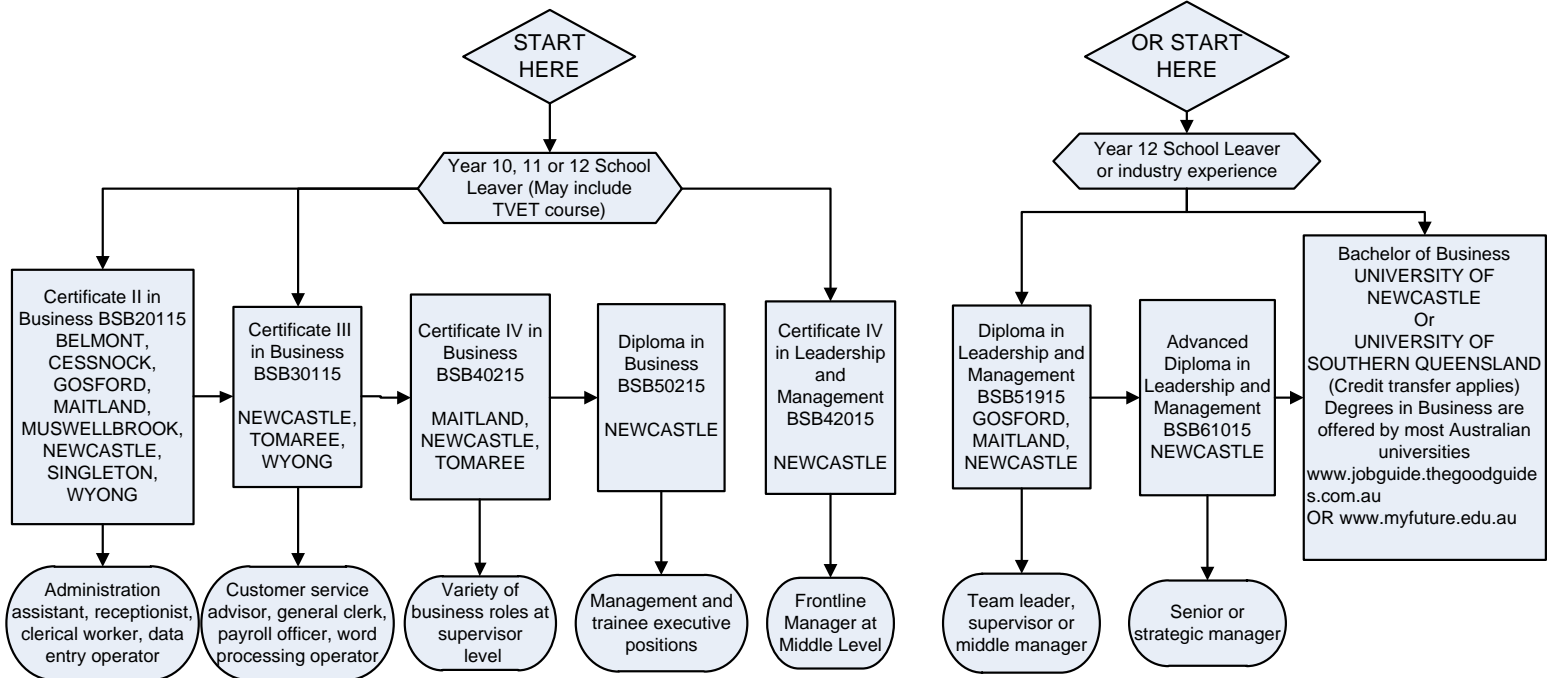 START
HERE
OR START
HERE
Year 10, 11 or 12 School
Leaver (May include
TVET course)
Year 12 School Leaver
or industry experience
Certificate II in
Business BSB20115
BELMONT,
CESSNOCK,
GOSFORD,
MAITLAND,
MUSWELLBROOK,
NEWCASTLE,
SINGLETON,
WYONG
Certificate III
in Business
BSB30115
NEWCASTLE,
TOMAREE,
WYONG
Certificate IV in
Business
BSB40215
MAITLAND,
NEWCASTLE,
TOMAREE
Diploma in
Business
BSB50215
NEWCASTLE
Certificate IV
in Leadership
and
Management
BSB42015
NEWCASTLE
Diploma in
Leadership and
Management
BSB51915
GOSFORD,
MAITLAND,
NEWCASTLE
Advanced
Diploma in
Leadership and
Management
BSB61015
NEWCASTLE
Bachelor of Business
UNIVERSITY OF
NEWCASTLE
Or
UNIVERSITY OF
SOUTHERN QUEENSLAND
(Credit transfer applies)
Degrees in Business are
offered by most Australian
universities
www.jobguide.thegoodguide
s.com.au
OR www.myfuture.edu.au
Administration
assistant, receptionist,
clerical worker, data
entry operator
Customer service
advisor, general clerk,
payroll officer, word
processing operator
Variety of
business roles at
supervisor
level
Management and
trainee executive
positions
Frontline
Manager at
Middle Level
Team leader,
supervisor or
middle manager
Senior or
strategic manager